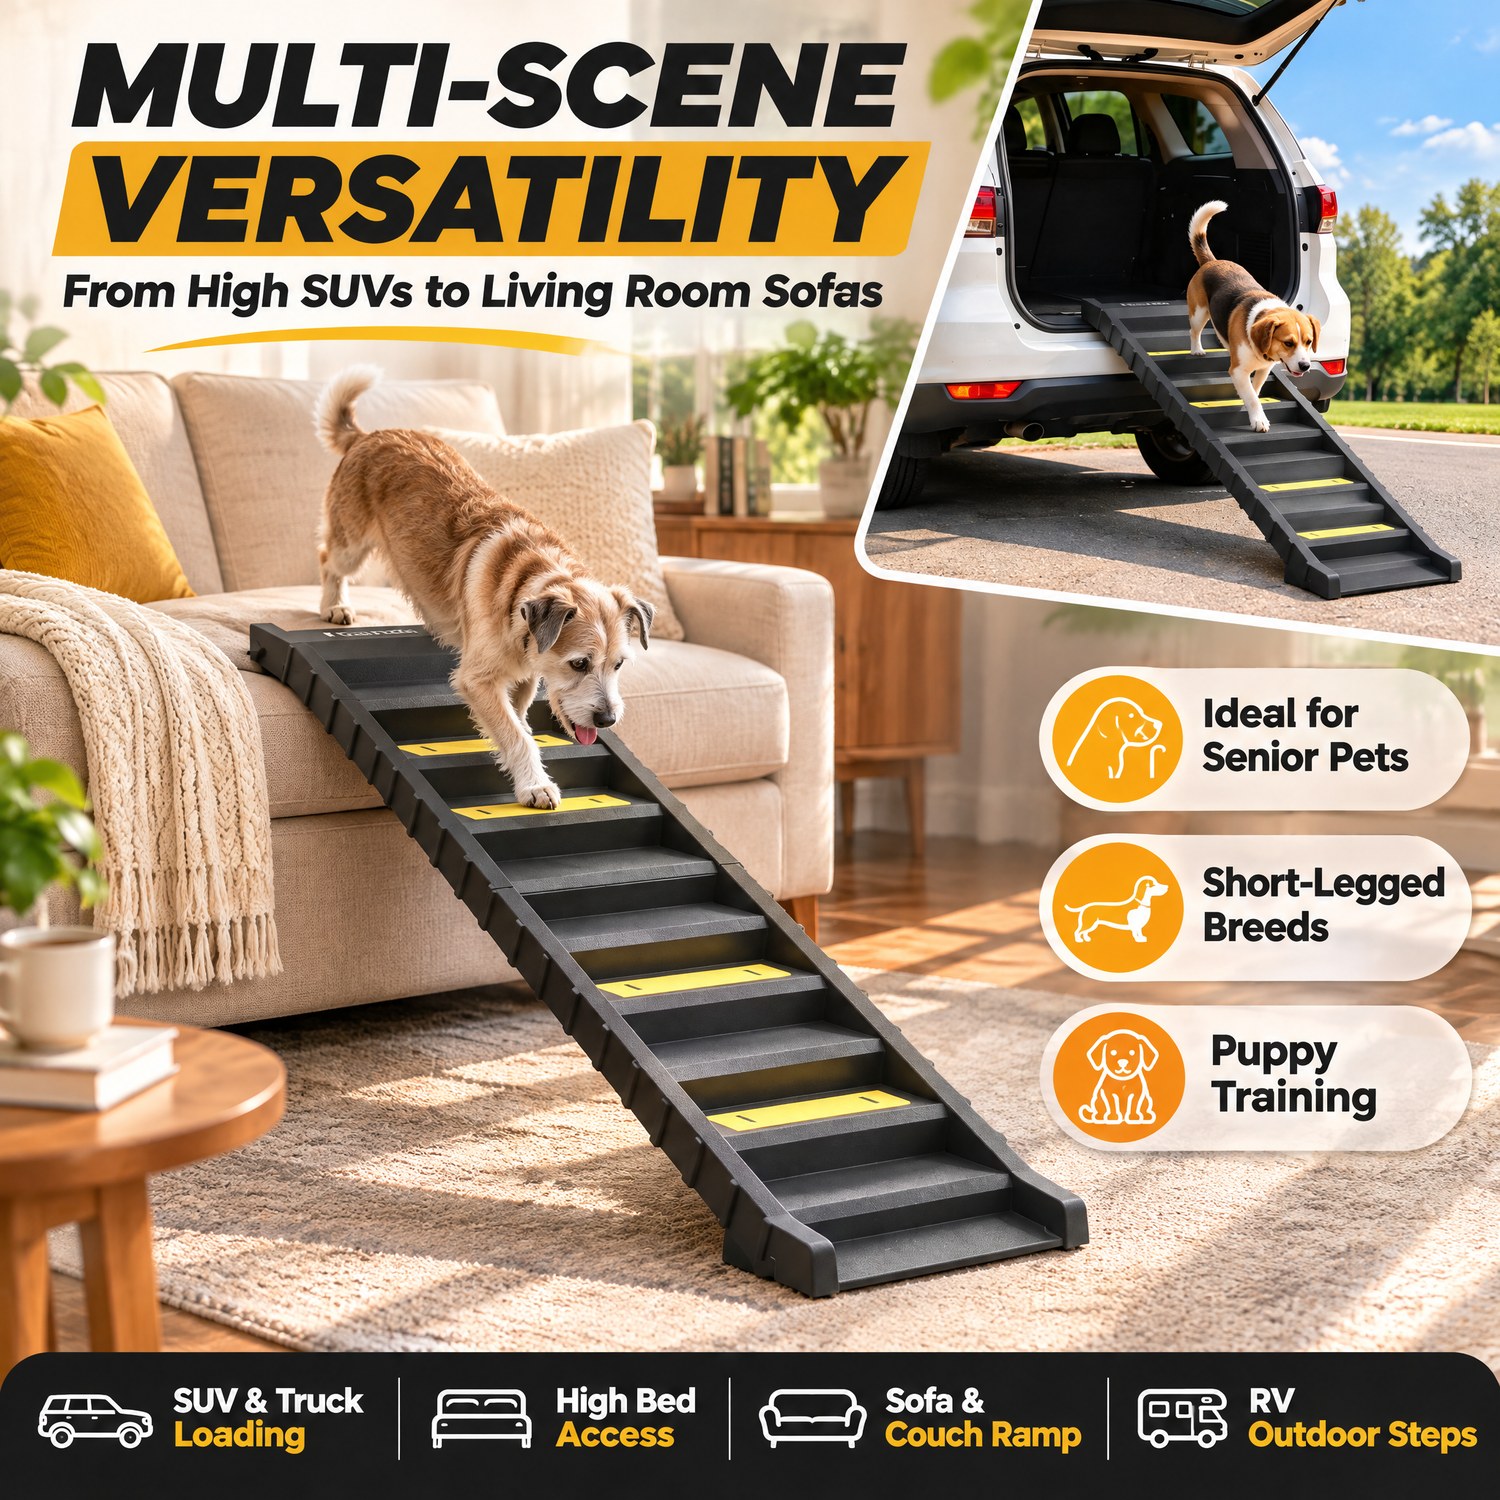 MULTI-SCENE
VERSATILITY
From High SUVs to Living Room Sofas
Ideal for
Senior Pets
Short-Legged
Breeds
Puppy
Training
SUV & Truck
Loading
High Bed
Access
Sofa &
Couch Ramp
RV
Outdoor Steps